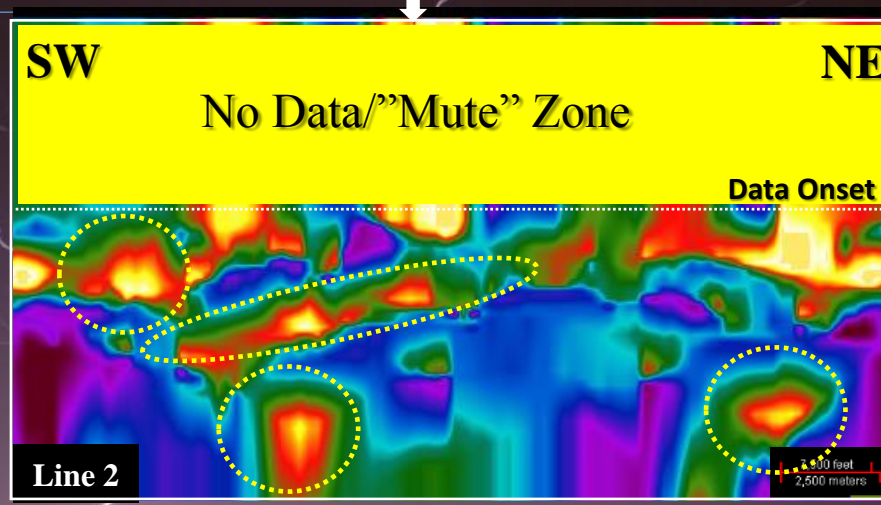 SW
NE
No Data/”Mute” Zone
Data Onset
Line 2
feet
2,500 meters